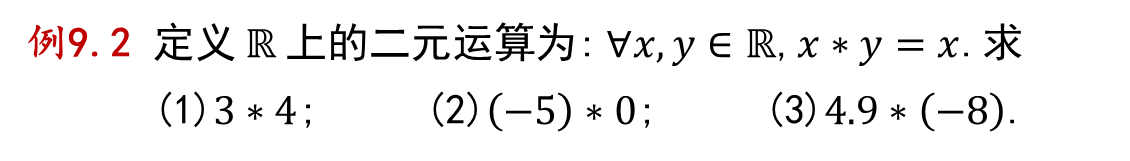 例9.2 定义 ℝ 上的二元运算为: ∀x, y ∈ ℝ, x ∗ y = x. 求
(1) 3 ∗ 4; (2) (−5) ∗ 0; (3) 4.9 ∗ (−8).